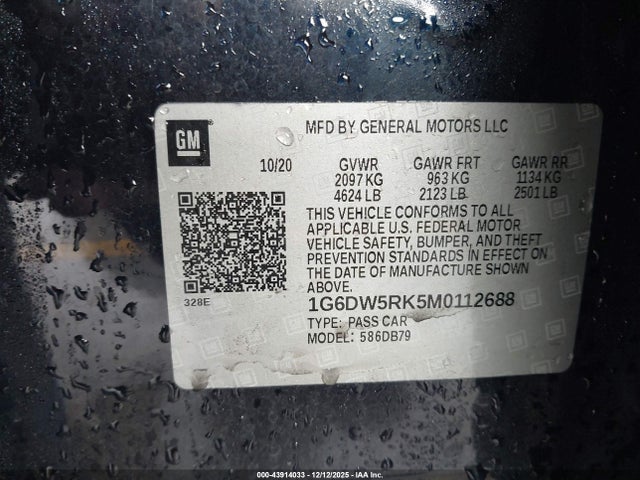 GM
MFD BY GENERAL MOTORS LLC
10/20 GVWR GAWR FRT GAWR RR
2097 KG 963 KG 1134 KG
4624 LB 2123 LB 2501 LB
THIS VEHICLE CONFORMS TO ALL
APPLICABLE U.S. FEDERAL MOTOR
VEHICLE SAFETY, BUMPER, AND THEFT
PREVENTION STANDARDS IN EFFECT ON
DATE OF MANUFACTURE SHOWN
ABOVE.
328E
1G6DW5RK5M0112688
TYPE: PASS CAR
MODEL: 586DB79
000-43914033 - 12/12/2025 - IAA Inc.